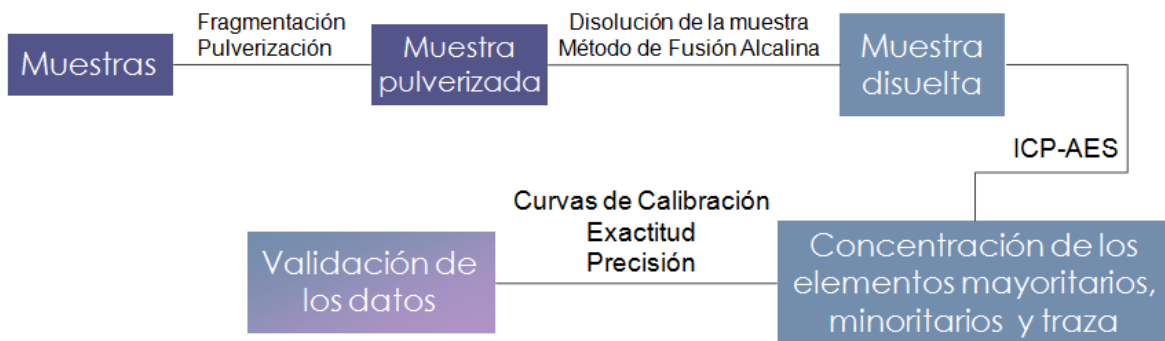 Muestras
Fragmentación
Pulverización
Muestra
pulverizada
Disolución de la muestra
Método de Fusión Alcalina
Muestra
disuelta
ICP-AES
Concentración de los
elementos mayoritarios,
minoritarios y traza
Curvas de Calibración
Exactitud
Precisión
Validación de
los datos